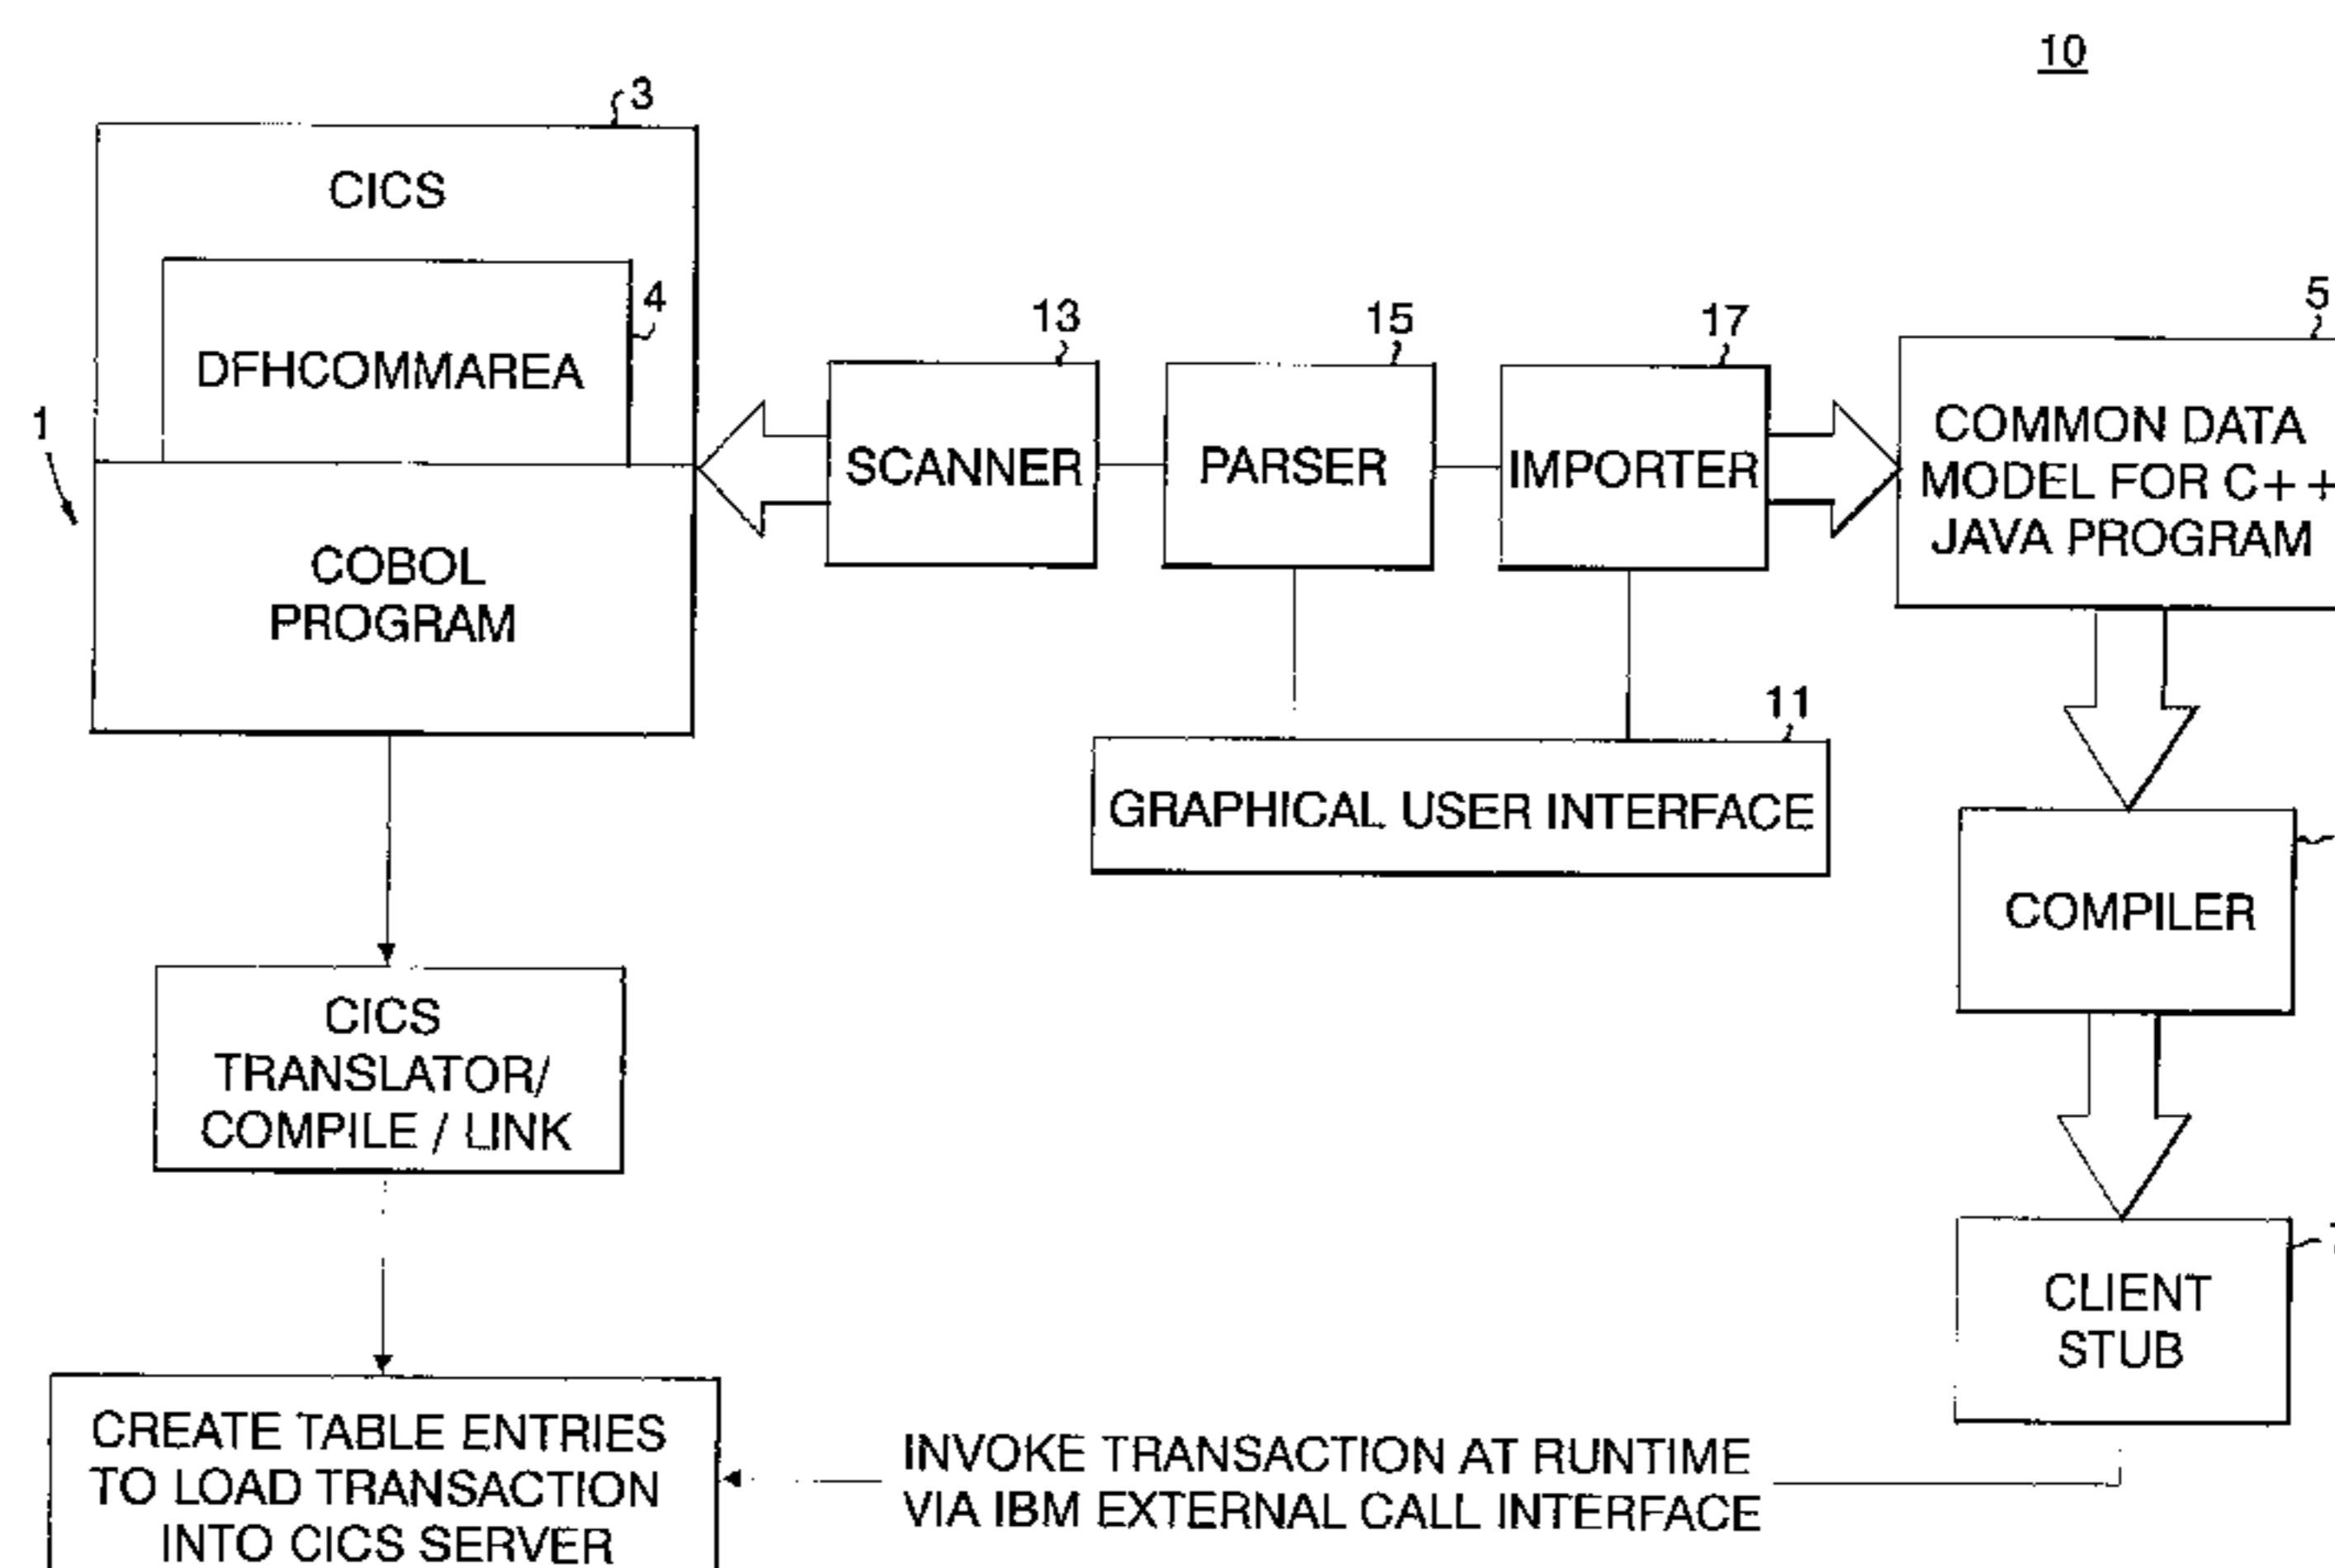 10
3
CICS
4
DFHCOMMAREA
1
COBOL
PROGRAM
13
SCANNER
15
PARSER
17
IMPORTER
5
COMMON DATA
MODEL FOR C++
JAVA PROGRAM
11
GRAPHICAL USER INTERFACE
COMPILER
CICS
TRANSLATOR/
COMPILE / LINK
CLIENT
STUB
CREATE TABLE ENTRIES
TO LOAD TRANSACTION
INTO CICS SERVER
INVOKE TRANSACTION AT RUNTIME
VIA IBM EXTERNAL CALL INTERFACE